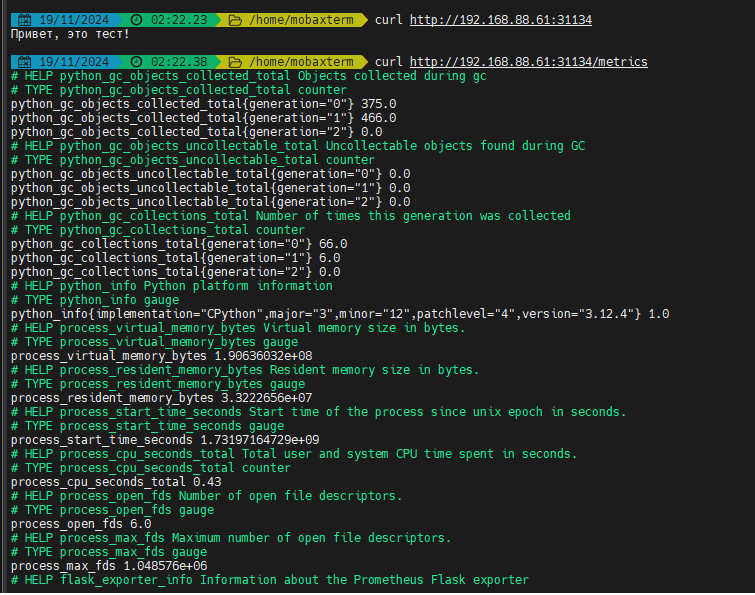 19/11/2024 02:22.23 /home/mobaxterm curl http://192.168.88.61:31134
Привет, это тест!
19/11/2024 02:22.38 /home/mobaxterm curl http://192.168.88.61:31134/metrics
# HELP python_gc_objects_collected_total Objects collected during gc
# TYPE python_gc_objects_collected_total counter
python_gc_objects_collected_total{generation="0"} 375.0
python_gc_objects_collected_total{generation="1"} 466.0
python_gc_objects_collected_total{generation="2"} 0.0
# HELP python_gc_objects_uncollectable_total Uncollectable objects found during GC
# TYPE python_gc_objects_uncollectable_total counter
python_gc_objects_uncollectable_total{generation="0"} 0.0
python_gc_objects_uncollectable_total{generation="1"} 0.0
python_gc_objects_uncollectable_total{generation="2"} 0.0
# HELP python_gc_collections_total Number of times this generation was collected
# TYPE python_gc_collections_total counter
python_gc_collections_total{generation="0"} 66.0
python_gc_collections_total{generation="1"} 6.0
python_gc_collections_total{generation="2"} 0.0
# HELP python_info Python platform information
# TYPE python_info gauge
python_info{implementation="CPython",major="3",minor="12",patchlevel="4",version="3.12.4"} 1.0
# HELP process_virtual_memory_bytes Virtual memory size in bytes.
# TYPE process_virtual_memory_bytes gauge
process_virtual_memory_bytes 1.90636032e+08
# HELP process_resident_memory_bytes Resident memory size in bytes.
# TYPE process_resident_memory_bytes gauge
process_resident_memory_bytes 3.3222656e+07
# HELP process_start_time_seconds Start time of the process since unix epoch in seconds.
# TYPE process_start_time_seconds gauge
process_start_time_seconds 1.73197164729e+09
# HELP process_cpu_seconds_total Total user and system CPU time spent in seconds.
# TYPE process_cpu_seconds_total counter
process_cpu_seconds_total 0.43
# HELP process_open_fds Number of open file descriptors.
# TYPE process_open_fds gauge
process_open_fds 6.0
# HELP process_max_fds Maximum number of open file descriptors.
# TYPE process_max_fds gauge
process_max_fds 1.048576e+06
# HELP flask_exporter_info Information about the Prometheus Flask exporter